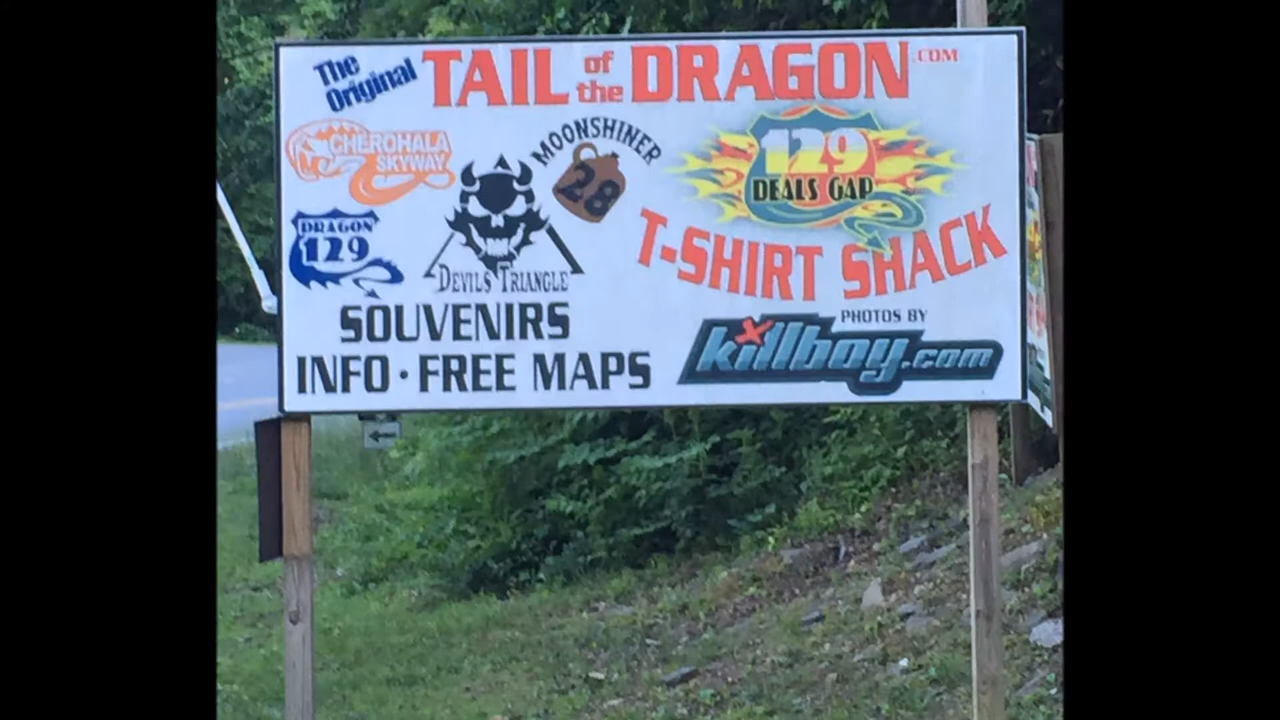 The Original
TAIL of the DRAGON .COM
CHEROHALA
SKYWAY
MOONSHINER
28
129
DEALS GAP
DRAGON
129
DEVILS TRIANGLE
T-SHIRT SHACK
SOUVENIRS
INFO · FREE MAPS
PHOTOS BY
killboy.com